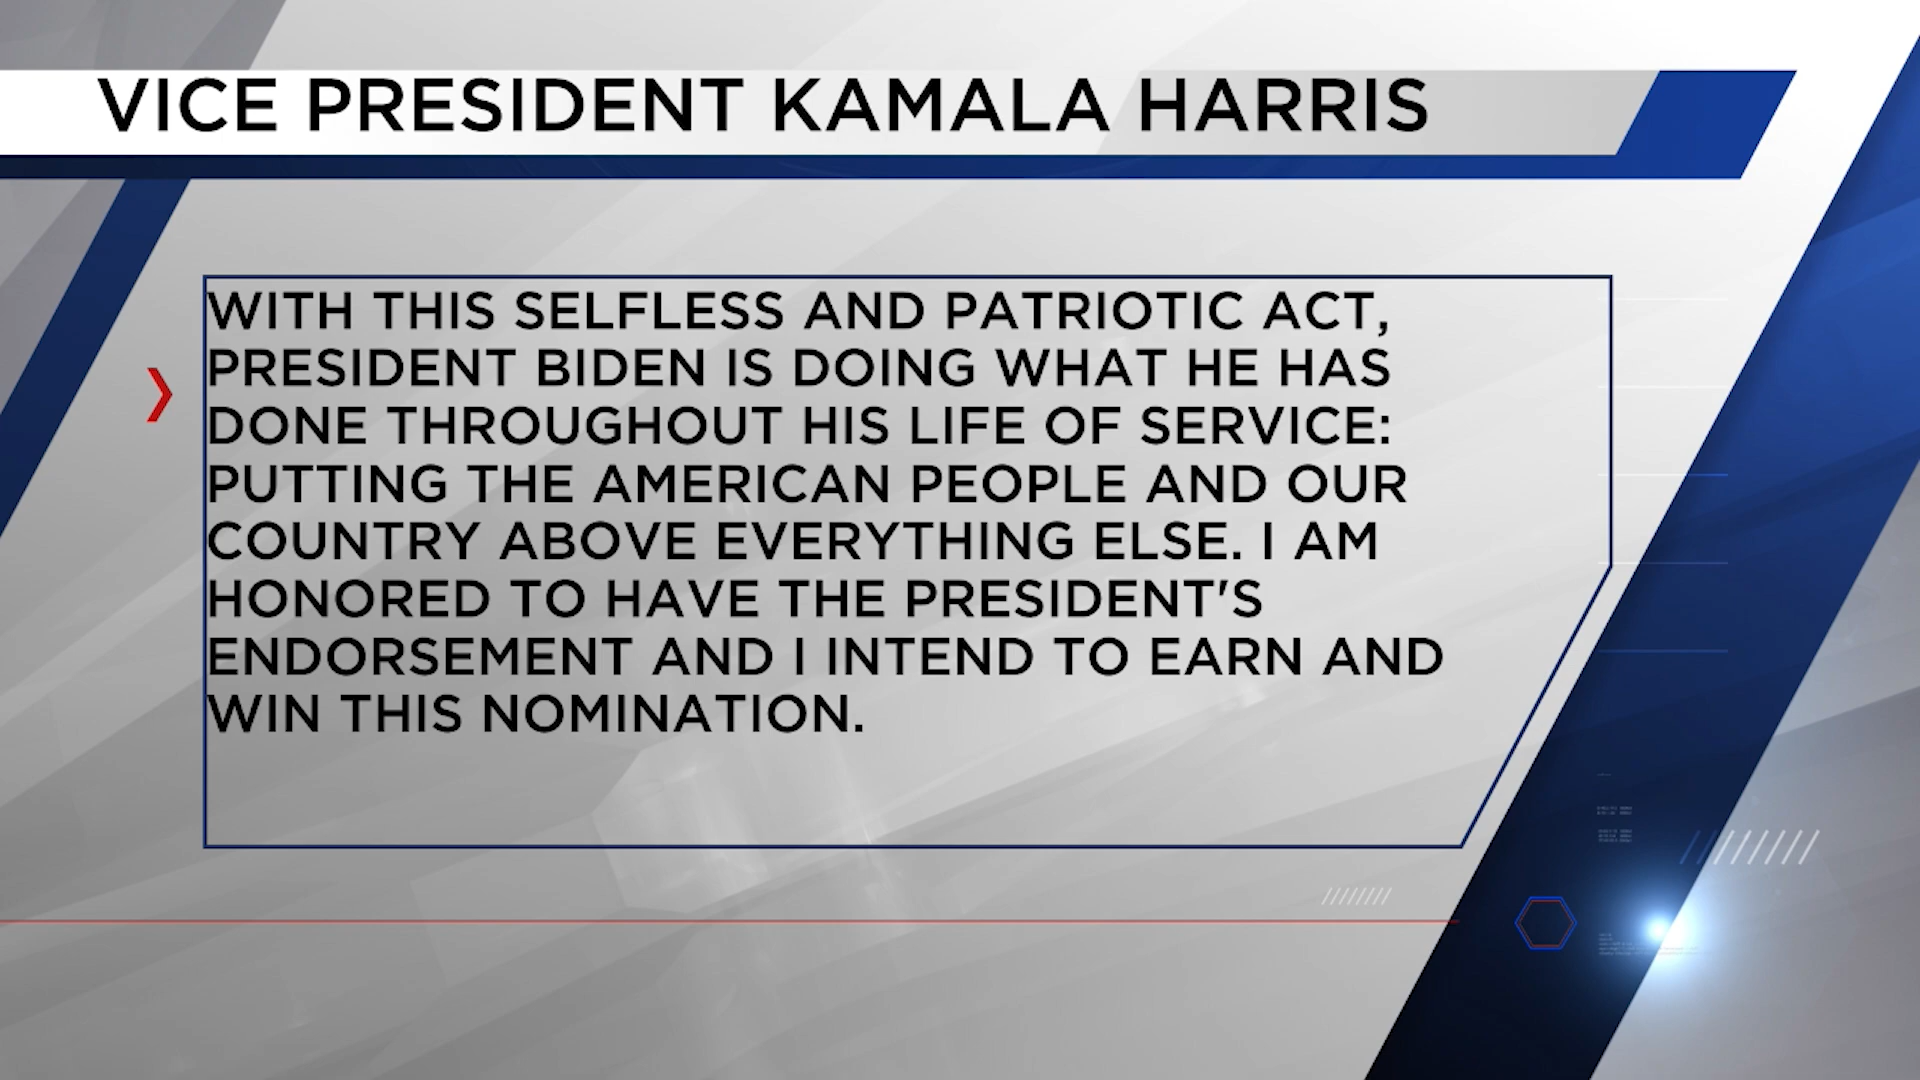 VICE PRESIDENT KAMALA HARRIS
WITH THIS SELFLESS AND PATRIOTIC ACT,
PRESIDENT BIDEN IS DOING WHAT HE HAS
DONE THROUGHOUT HIS LIFE OF SERVICE:
PUTTING THE AMERICAN PEOPLE AND OUR
COUNTRY ABOVE EVERYTHING ELSE. I AM
HONORED TO HAVE THE PRESIDENT'S
ENDORSEMENT AND I INTEND TO EARN AND
WIN THIS NOMINATION.